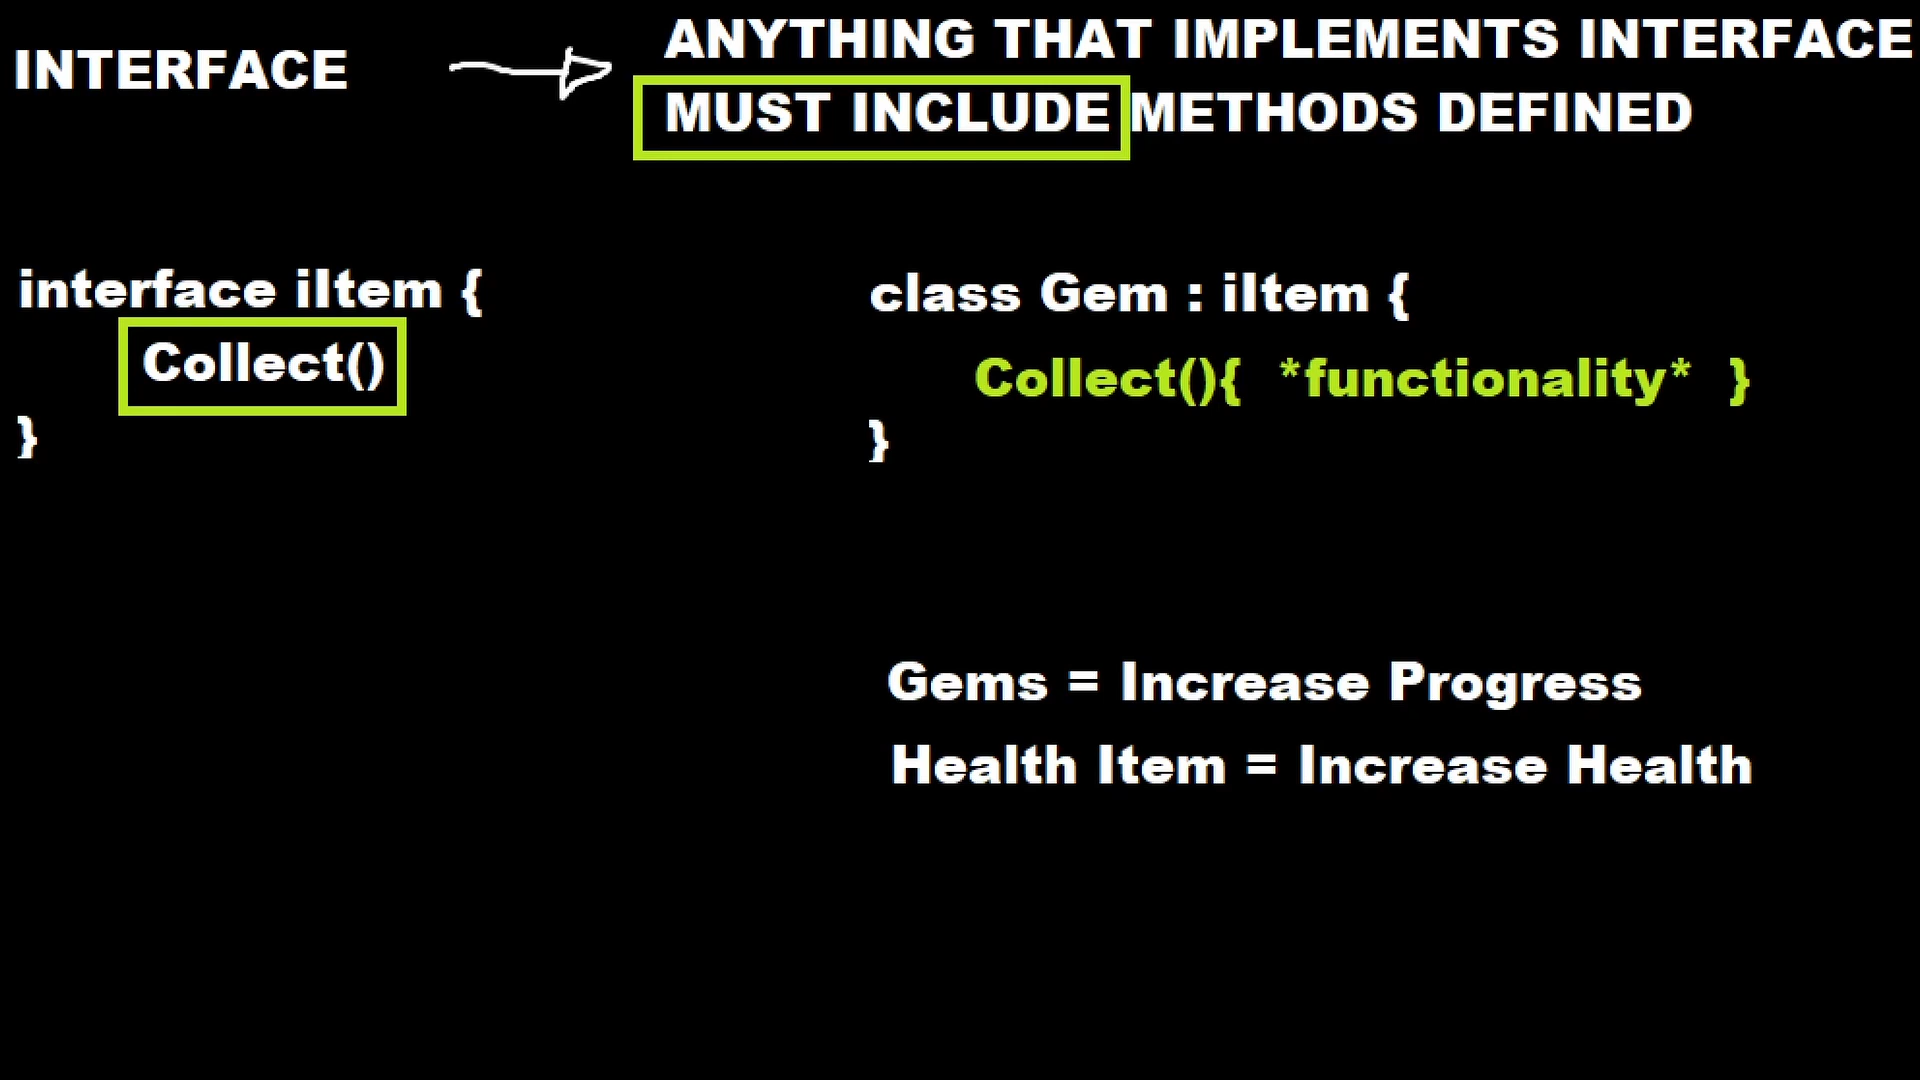 INTERFACE
ANYTHING THAT IMPLEMENTS INTERFACE
MUST INCLUDE METHODS DEFINED
interface iItem {
Collect()
}
class Gem : iItem {
Collect(){ *functionality* }
}
Gems = Increase Progress
Health Item = Increase Health